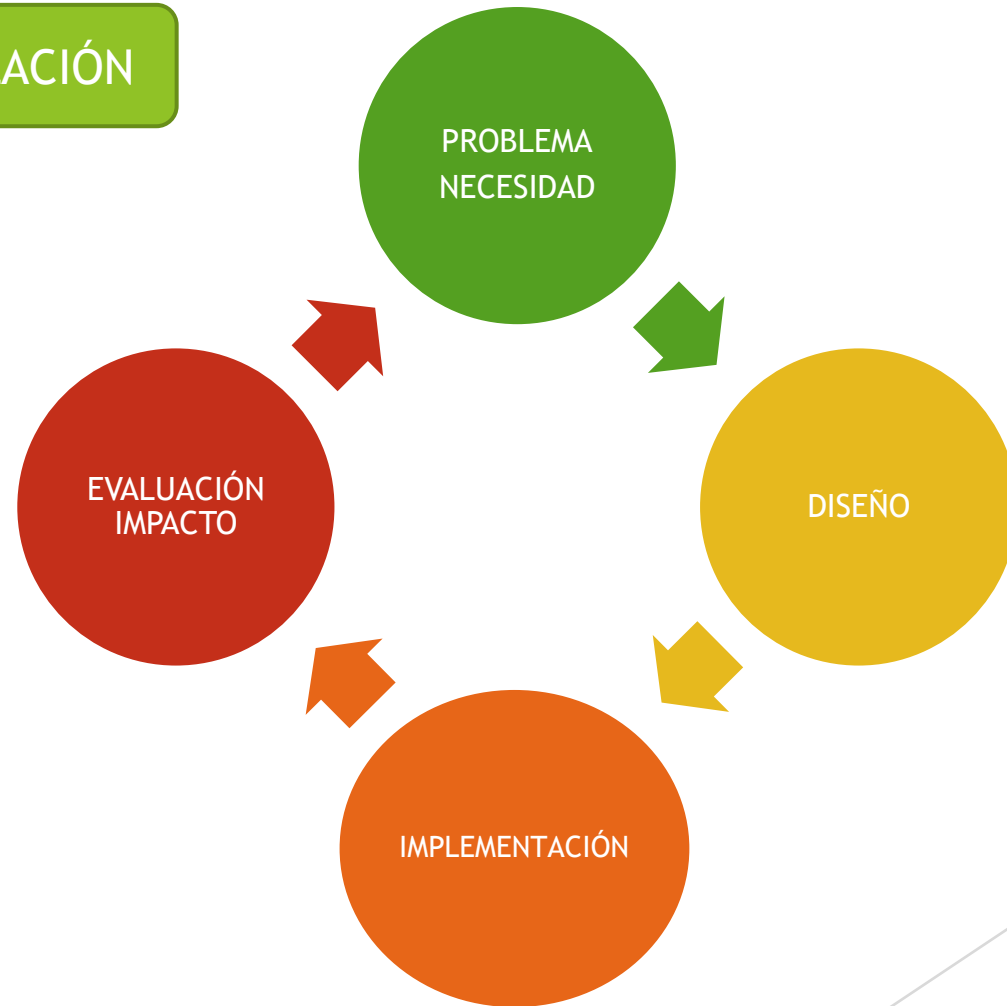 ACIÓN
PROBLEMA
NECESIDAD
EVALUACIÓN
IMPACTO
DISEÑO
IMPLEMENTACIÓN